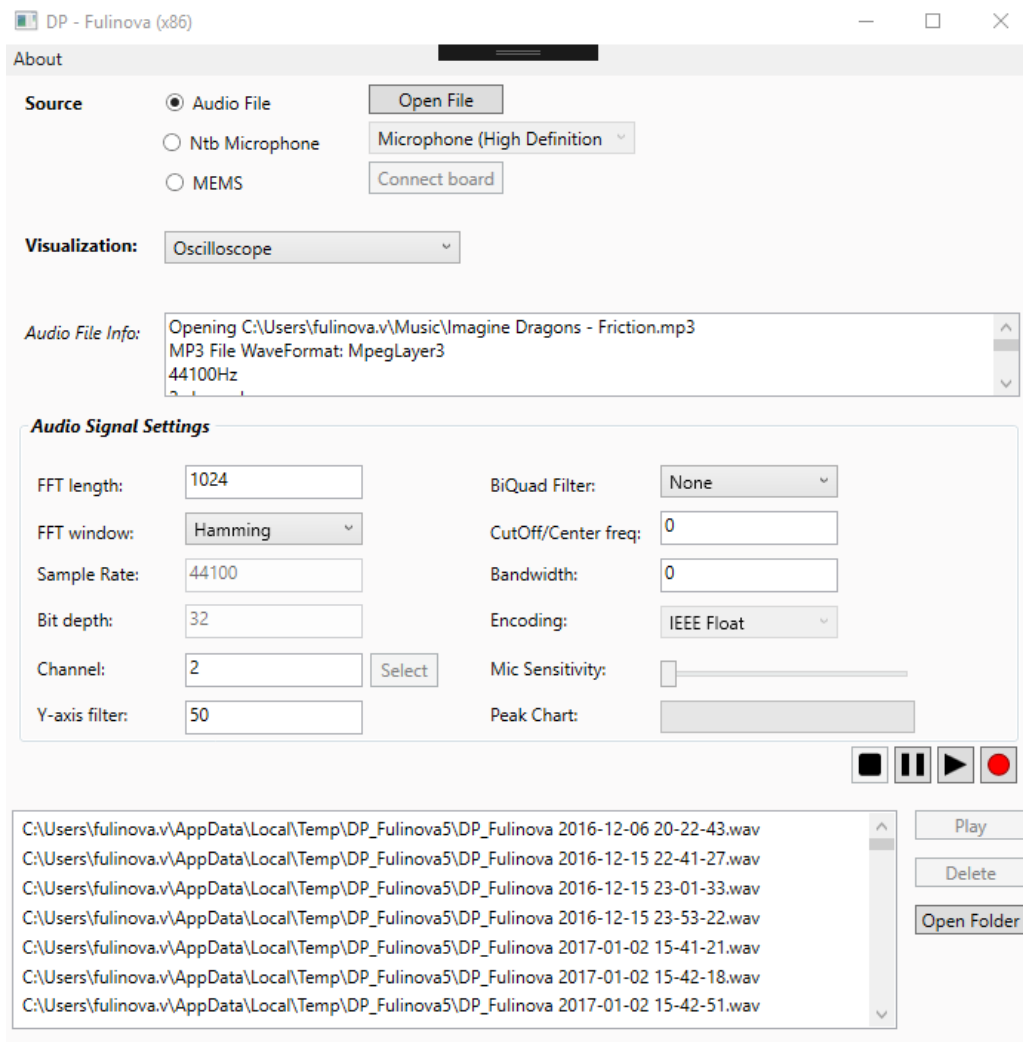 DP - Fulinova (x86)
About
Source
Audio File
Open File
Ntb Microphone
Microphone (High Definition
MEMS
Connect board
Visualization:
Oscilloscope
Audio File Info:
Opening C:\Users\fulinova.v\Music\Imagine Dragons - Friction.mp3
MP3 File WaveFormat: MpegLayer3
44100Hz
Audio Signal Settings
FFT length:
1024
BiQuad Filter:
None
FFT window:
Hamming
CutOff/Center freq:
0
Sample Rate:
44100
Bandwidth:
0
Bit depth:
32
Encoding:
IEEE Float
Channel:
2
Select
Mic Sensitivity:
Y-axis filter:
50
Peak Chart:
C:\Users\fulinova.v\AppData\Local\Temp\DP_Fulinova5\DP_Fulinova 2016-12-06 20-22-43.wav
C:\Users\fulinova.v\AppData\Local\Temp\DP_Fulinova5\DP_Fulinova 2016-12-15 22-41-27.wav
C:\Users\fulinova.v\AppData\Local\Temp\DP_Fulinova5\DP_Fulinova 2016-12-15 23-01-33.wav
C:\Users\fulinova.v\AppData\Local\Temp\DP_Fulinova5\DP_Fulinova 2016-12-15 23-53-22.wav
C:\Users\fulinova.v\AppData\Local\Temp\DP_Fulinova5\DP_Fulinova 2017-01-02 15-41-21.wav
C:\Users\fulinova.v\AppData\Local\Temp\DP_Fulinova5\DP_Fulinova 2017-01-02 15-42-18.wav
C:\Users\fulinova.v\AppData\Local\Temp\DP_Fulinova5\DP_Fulinova 2017-01-02 15-42-51.wav
Play
Delete
Open Folder